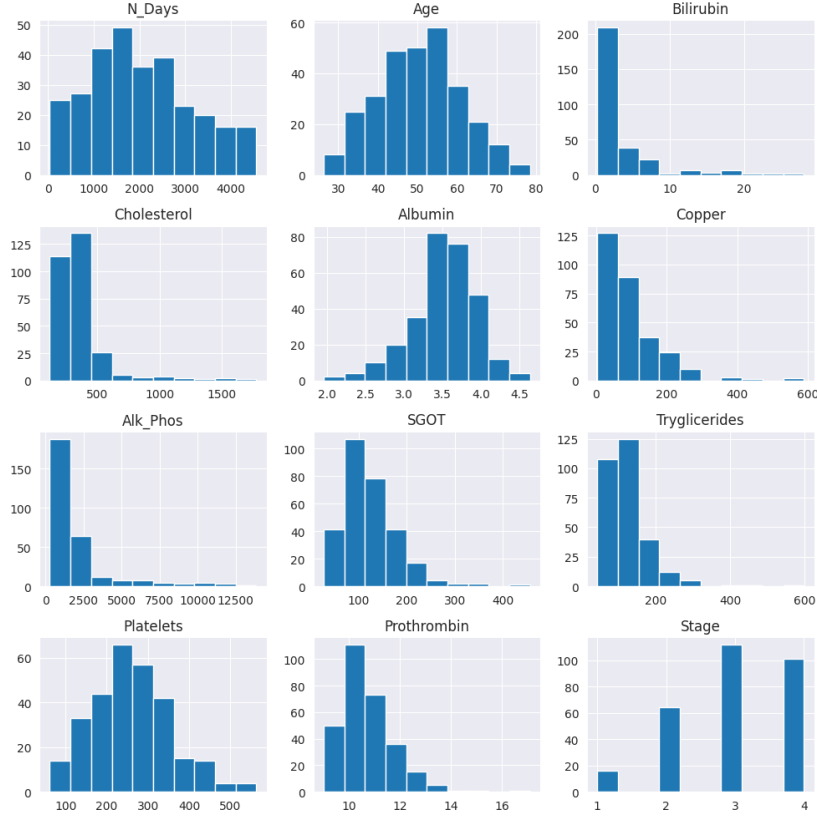 N_Days Age Bilirubin
50 60 200
40 150
30 40
20 100
20
10 50
0 0 0
0 1000 2000 3000 4000 30 40 50 60 70 80 0 10 20
Cholesterol Albumin Copper
125 80 125
100 60 100
75 75
40
50 50
25 20 25
0 0 0
500 1000 1500 2.0 2.5 3.0 3.5 4.0 4.5 0 200 400 600
Alk_Phos SGOT Tryglicerides
150 100 125
80 100
100 60 75
50 40 50
20 25
0 0 0
0 2500 5000 7500 10000 12500 100 200 300 400 200 400 600
Platelets Prothrombin Stage
60 100 100
80 80
40 60 60
20 40 40
20 20
0 0 0
100 200 300 400 500 10 12 14 16 1 2 3 4